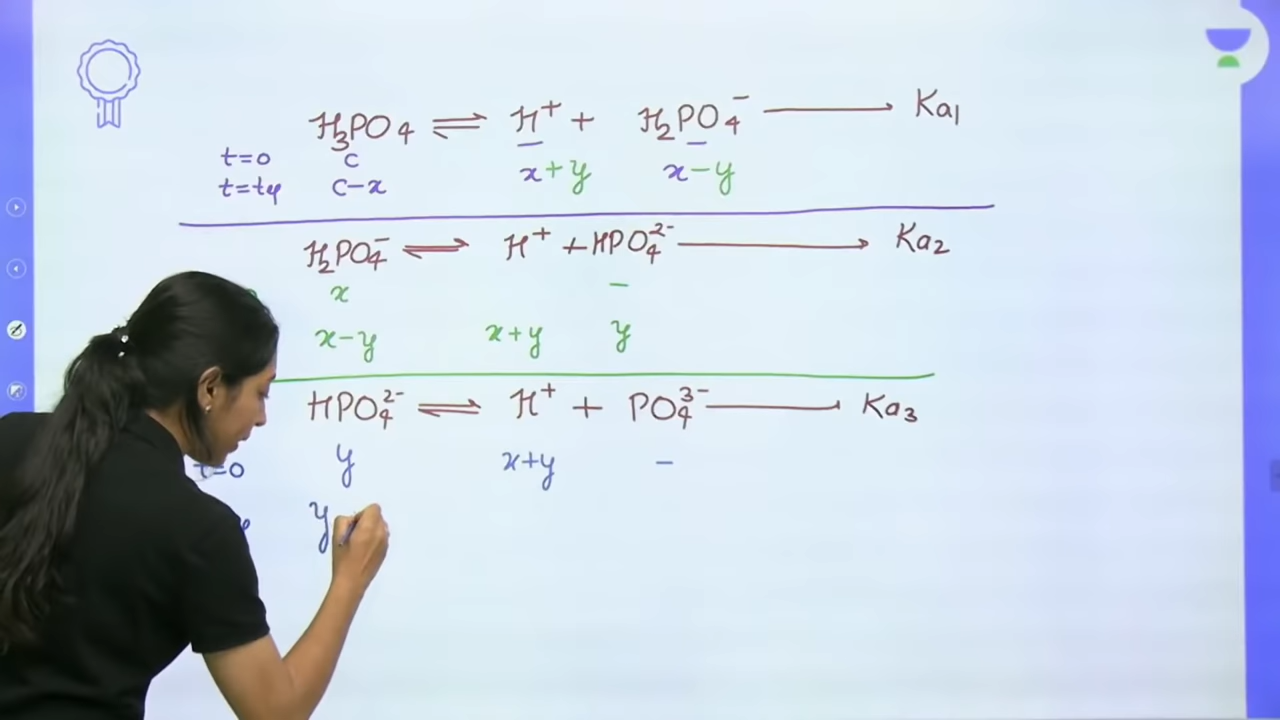 H₃PO₄ ⇌ H⁺ + H₂PO₄⁻ ⟶ Ka₁
t=0 C – –
t=teq C-x x+y x-y
H₂PO₄⁻ ⇌ H⁺ + HPO₄²⁻ ⟶ Ka₂
x –
x-y x+y y
HPO₄²⁻ ⇌ H⁺ + PO₄³⁻ ⟶ Ka₃
t=0 y x+y –
y